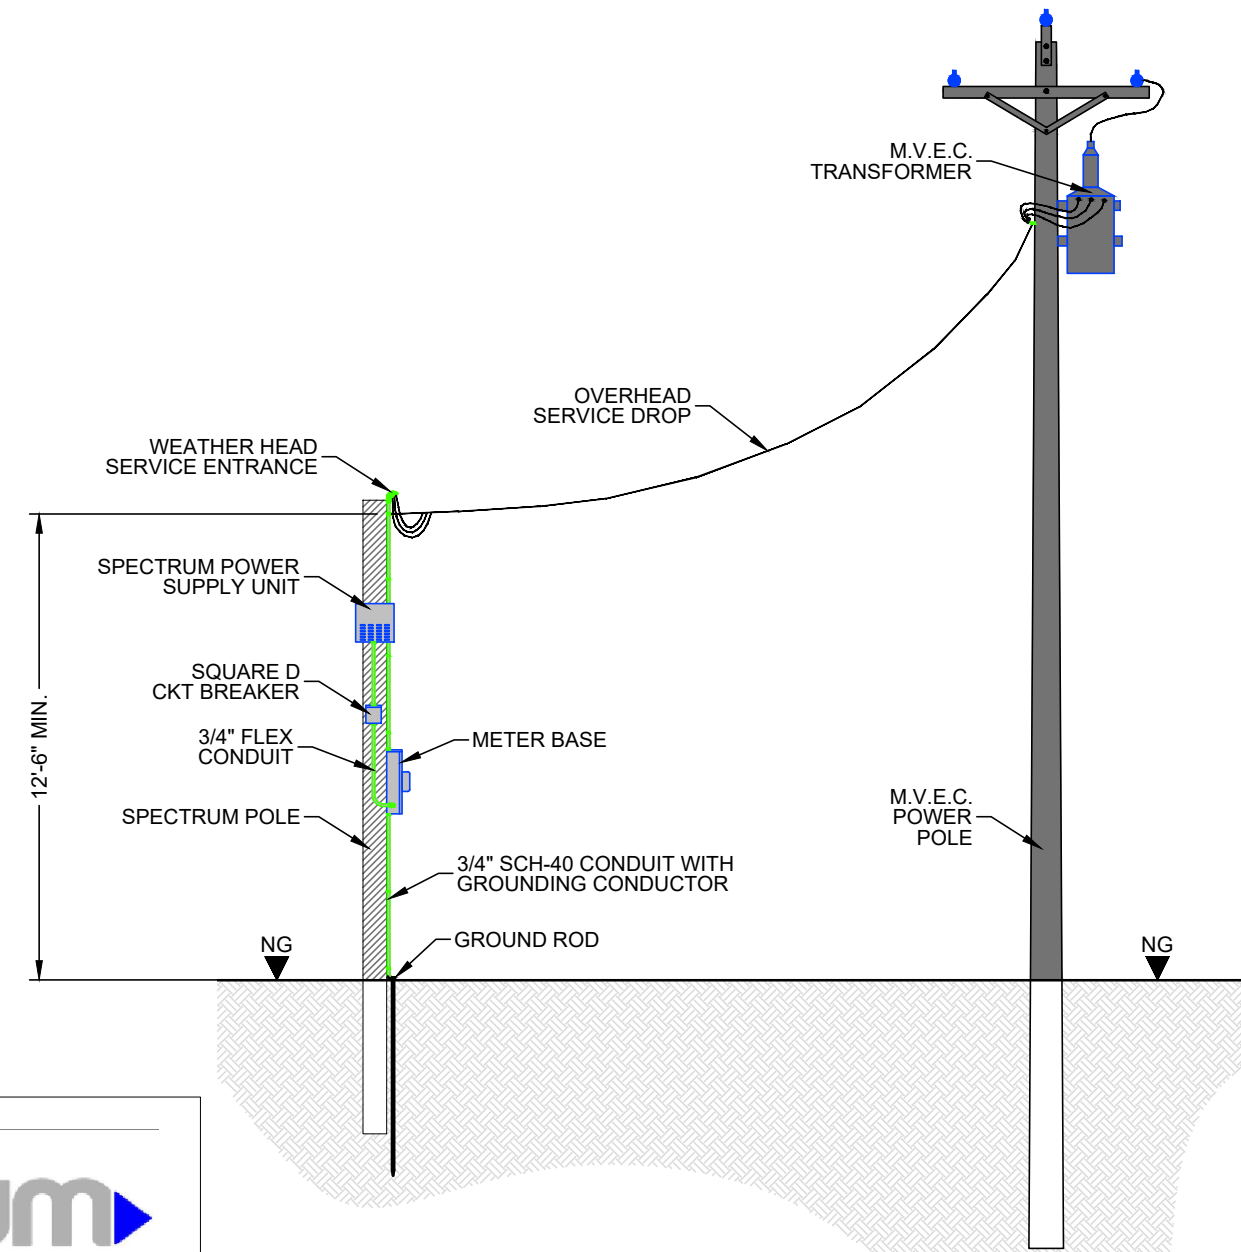 M.V.E.C.
TRANSFORMER
OVERHEAD
SERVICE DROP
WEATHER HEAD
SERVICE ENTRANCE
SPECTRUM POWER
SUPPLY UNIT
SQUARE D
CKT BREAKER
12'-6" MIN.
3/4" FLEX
CONDUIT
METER BASE
SPECTRUM POLE
M.V.E.C.
POWER
POLE
3/4" SCH-40 CONDUIT WITH
GROUNDING CONDUCTOR
GROUND ROD
NG
NG
um